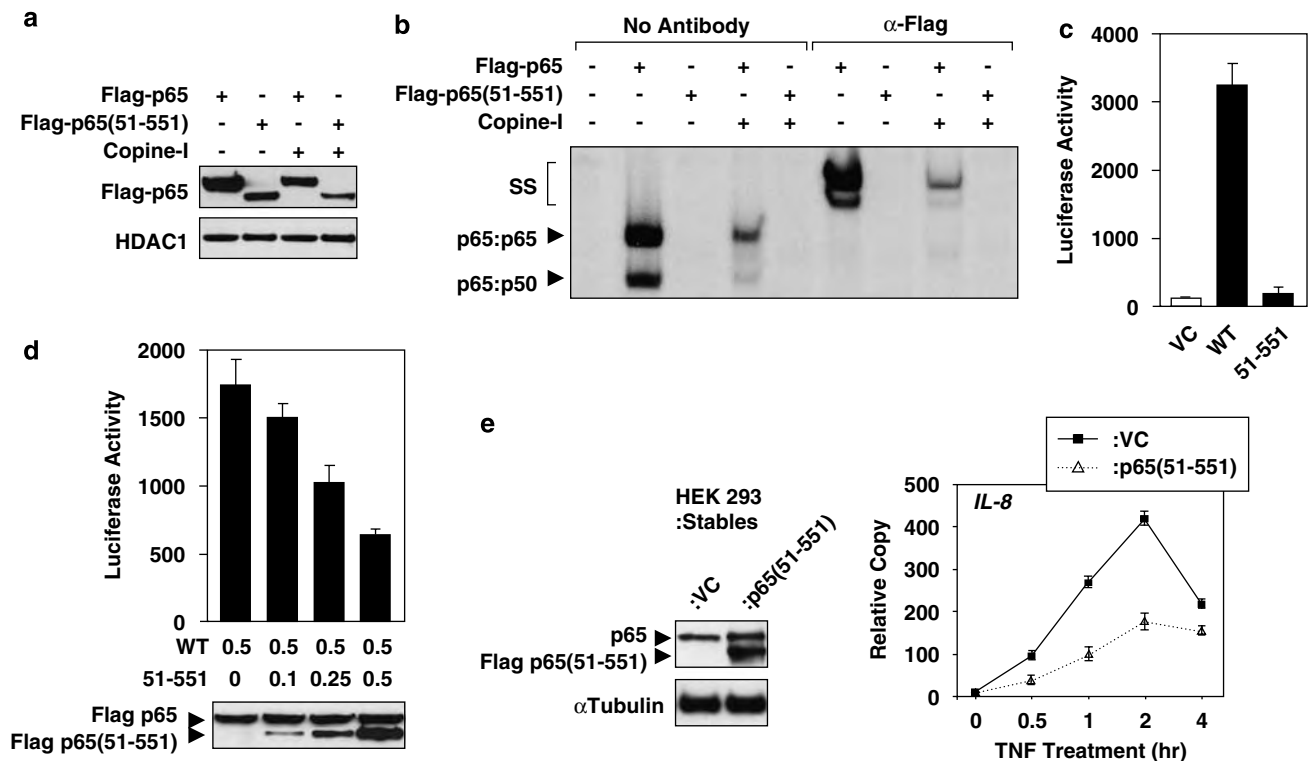 a
Flag-p65 + - + -
Flag-p65(51-551) - + - +
Copine-I - - + +
Flag-p65
HDAC1
b
No Antibody α-Flag
Flag-p65 - + - + - + - + -
Flag-p65(51-551) - - + - + - + - +
Copine-I - - - + + - - + +
SS
p65:p65
p65:p50
c
Luciferase Activity
4000
3000
2000
1000
0
VC WT 51-551
d
Luciferase Activity
2000
1500
1000
500
0
WT 0.5 0.5 0.5 0.5
51-551 0 0.1 0.25 0.5
Flag p65
Flag p65(51-551)
e
HEK 293
:Stables
:VC :p65(51-551)
p65
Flag p65(51-551)
αTubulin
:VC
:p65(51-551)
IL-8
Relative Copy
500
400
300
200
100
0
0 0.5 1 2 4
TNF Treatment (hr)